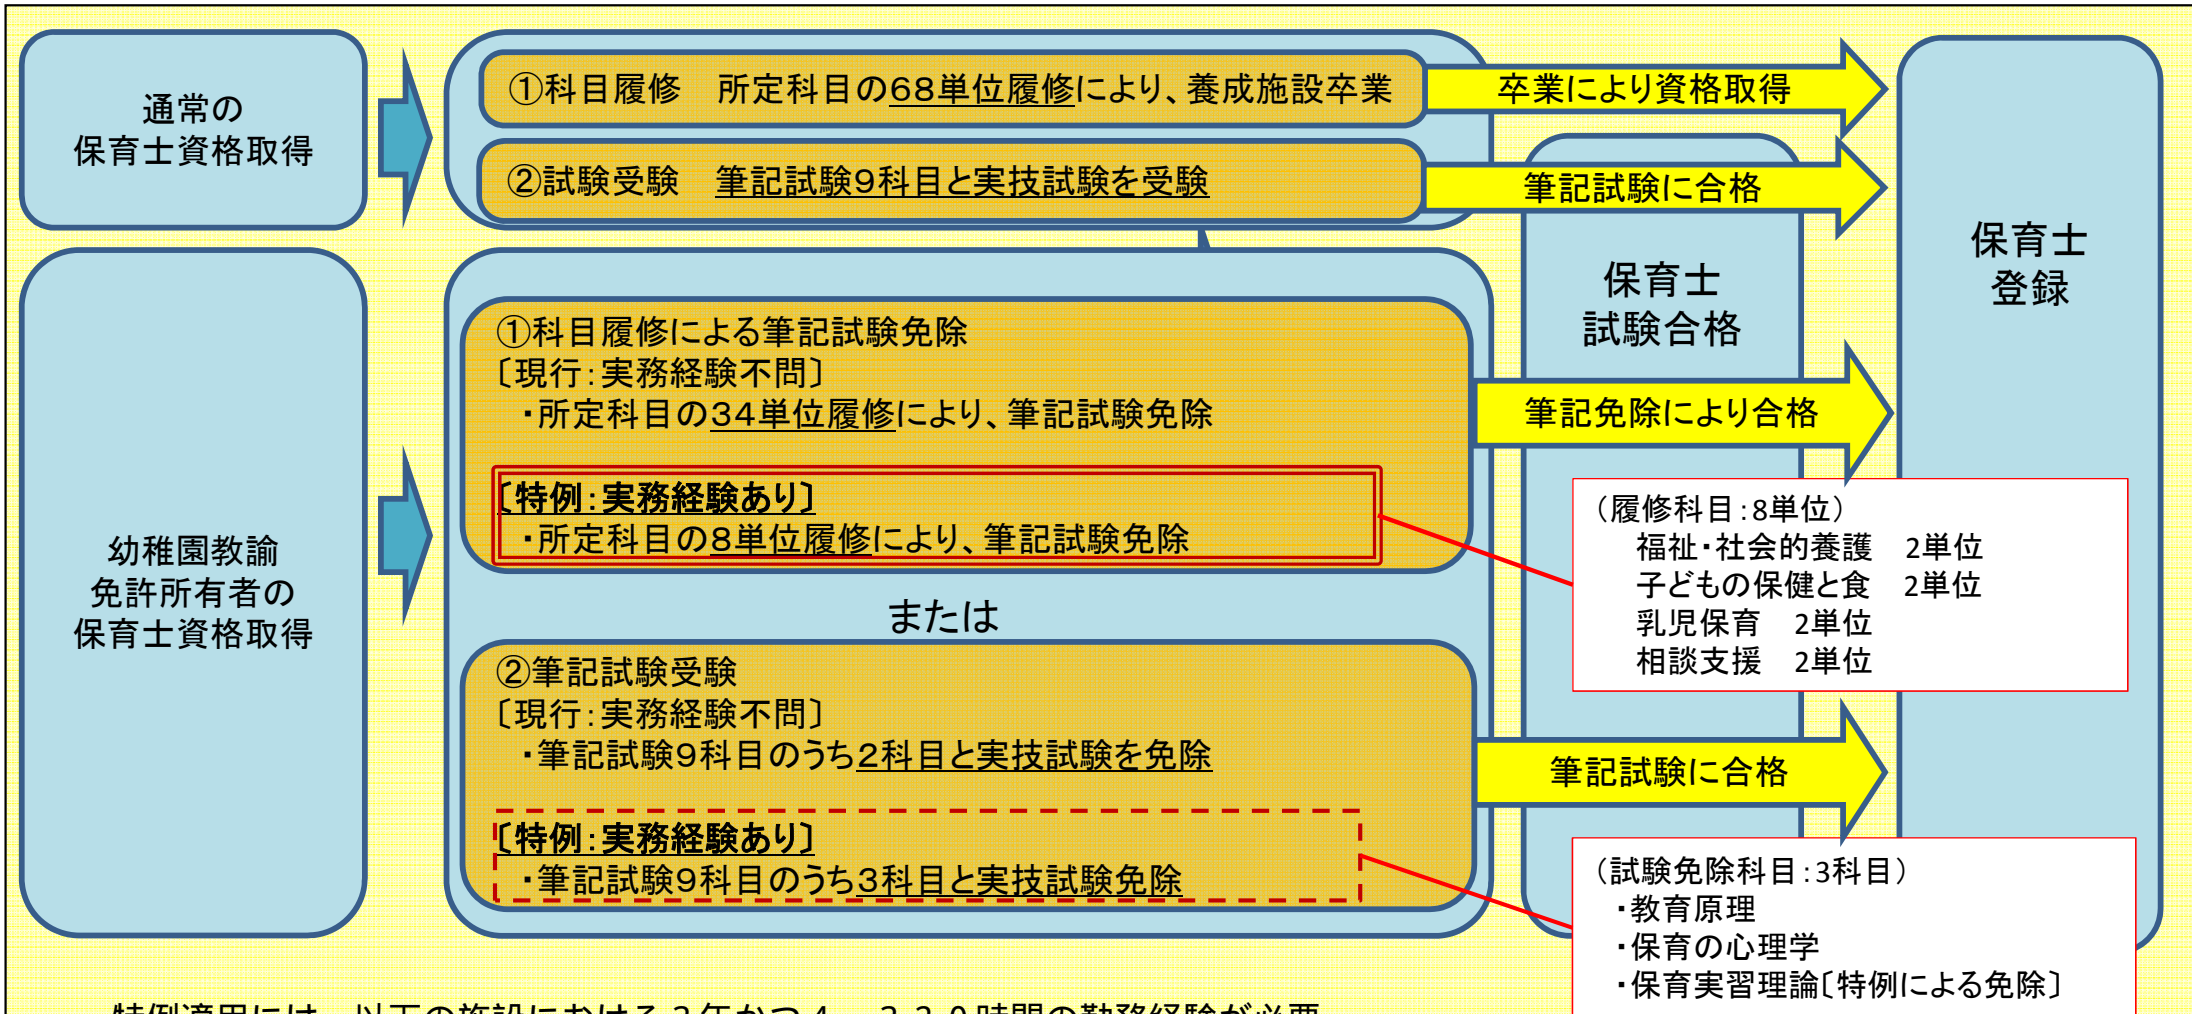 通常の
保育士資格取得
①科目履修　所定科目の68単位履修により、養成施設卒業
卒業により資格取得
②試験受験　筆記試験9科目と実技試験を受験
筆記試験に合格
保育士
試験合格
保育士
登録
幼稚園教諭
免許所有者の
保育士資格取得
①科目履修による筆記試験免除
〔現行：実務経験不問〕
・所定科目の34単位履修により、筆記試験免除
〔特例：実務経験あり〕
・所定科目の8単位履修により、筆記試験免除
筆記免除により合格
（履修科目：8単位）
福祉・社会的養護　2単位
子どもの保健と食　2単位
乳児保育　2単位
相談支援　2単位
または
②筆記試験受験
〔現行：実務経験不問〕
・筆記試験9科目のうち2科目と実技試験を免除
〔特例：実務経験あり〕
・筆記試験9科目のうち3科目と実技試験免除
筆記試験に合格
（試験免除科目：3科目）
・教育原理
・保育の心理学
・保育実習理論〔特例による免除〕